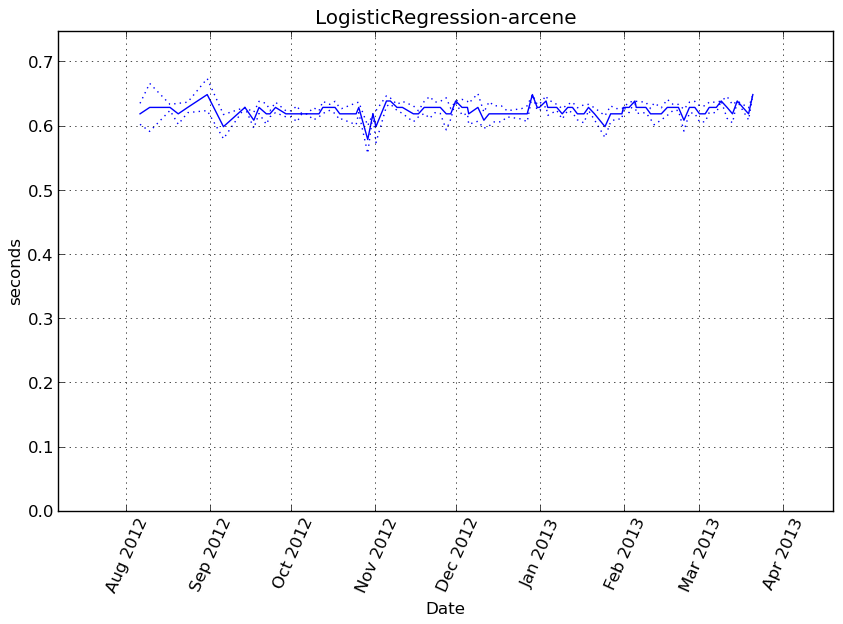 LogisticRegression-arcene
0.7
0.6
0.5
0.4
0.3
0.2
0.1
0.0
seconds
Aug 2012
Sep 2012
Oct 2012
Nov 2012
Dec 2012
Jan 2013
Feb 2013
Mar 2013
Apr 2013
Date